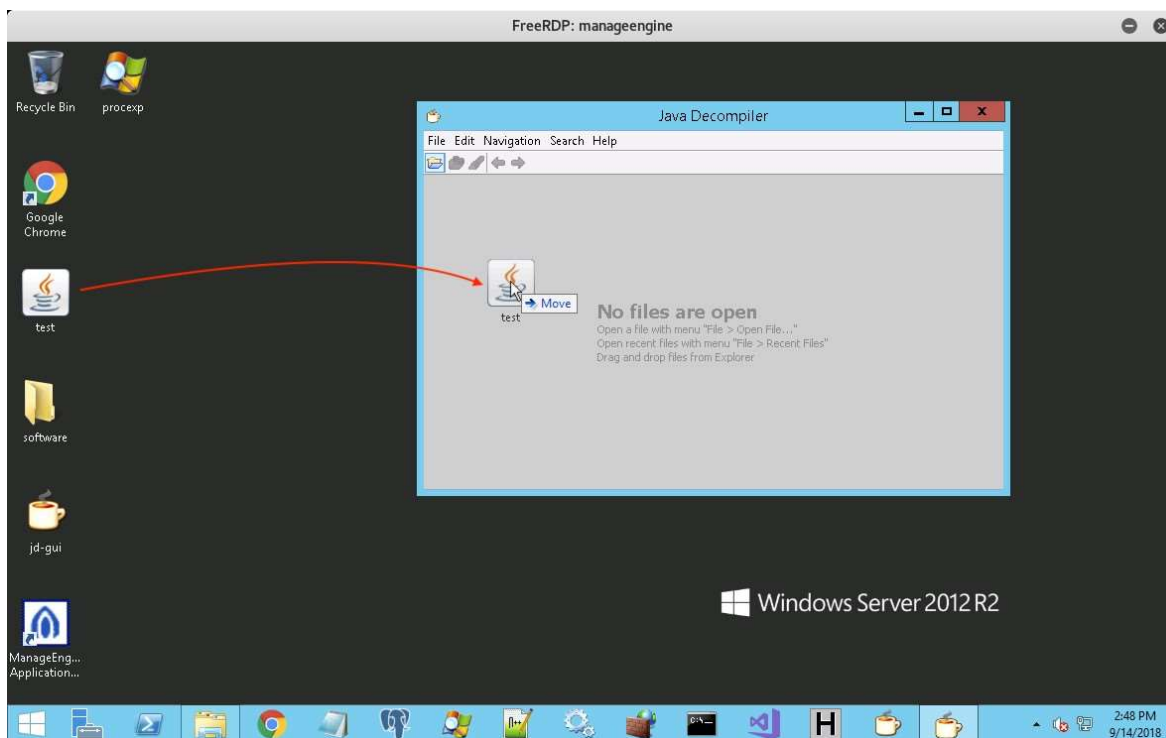 FreeRDP: manageengine
Recycle Bin
procexp
Google
Chrome
test
software
jd-gui
ManageEng...
Application...
Java Decompiler
File Edit Navigation Search Help
Move
test
No files are open
Open a file with menu "File > Open File..."
Open recent files with menu "File > Recent Files"
Drag and drop files from Explorer
Windows Server 2012 R2
C:\_
H
2:48 PM
9/14/2018